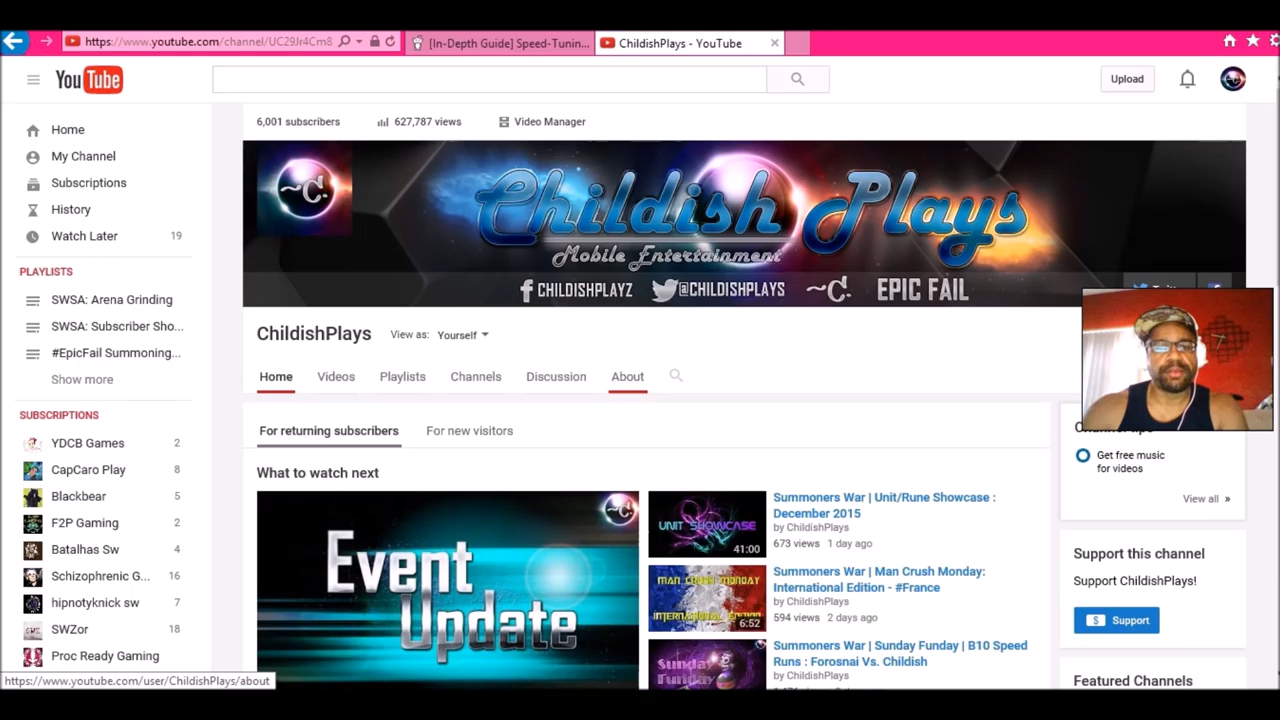 https://www.youtube.com/channel/UC29Jr4Cm8
[In-Depth Guide] Speed-Tunin...
ChildishPlays - YouTube
YouTube
Upload
6,001 subscribers
627,787 views
Video Manager
Home
My Channel
Subscriptions
History
Watch Later 19
PLAYLISTS
SWSA: Arena Grinding
SWSA: Subscriber Sho...
#EpicFail Summoning...
Show more
SUBSCRIPTIONS
YDCB Games 2
CapCaro Play 8
Blackbear 5
F2P Gaming 2
Batalhas Sw 4
Schizophrenic G... 16
hipnotyknick sw 7
SWZor 18
Proc Ready Gaming
https://www.youtube.com/user/ChildishPlays/about
~C.
Childish Plays
Mobile Entertainment
CHILDISHPLAYZ
@CHILDISHPLAYS
~C.
EPIC FAIL
ChildishPlays
View as: Yourself
Home
Videos
Playlists
Channels
Discussion
About
For returning subscribers
For new visitors
What to watch next
Event
Update
UNIT SHOWCASE
41:00
Summoners War | Unit/Rune Showcase :
December 2015
by ChildishPlays
673 views 1 day ago
MAN CRUSH MONDAY
INTERNATIONAL EDITION
6:52
Summoners War | Man Crush Monday:
International Edition - #France
by ChildishPlays
594 views 2 days ago
Sunday
Funday
Summoners War | Sunday Funday | B10 Speed
Runs : Forosnai Vs. Childish
by ChildishPlays
Get free music
for videos
View all »
Support this channel
Support ChildishPlays!
$ Support
Featured Channels